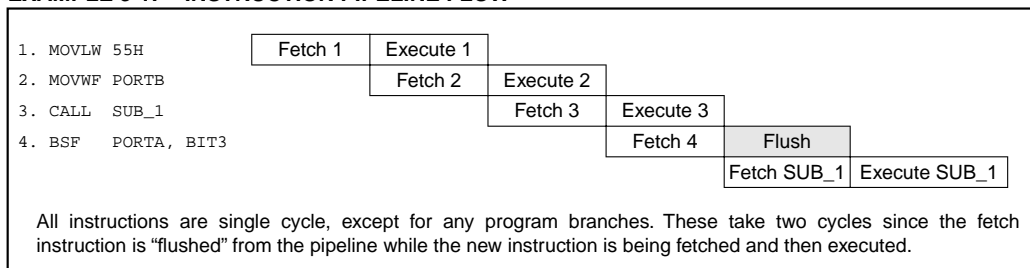 1. MOVLW 55H Fetch 1 Execute 1
2. MOVWF PORTB Fetch 2 Execute 2
3. CALL SUB_1 Fetch 3 Execute 3
4. BSF PORTA, BIT3 Fetch 4 Flush
Fetch SUB_1 Execute SUB_1
All instructions are single cycle, except for any program branches. These take two cycles since the fetch
instruction is “flushed” from the pipeline while the new instruction is being fetched and then executed.